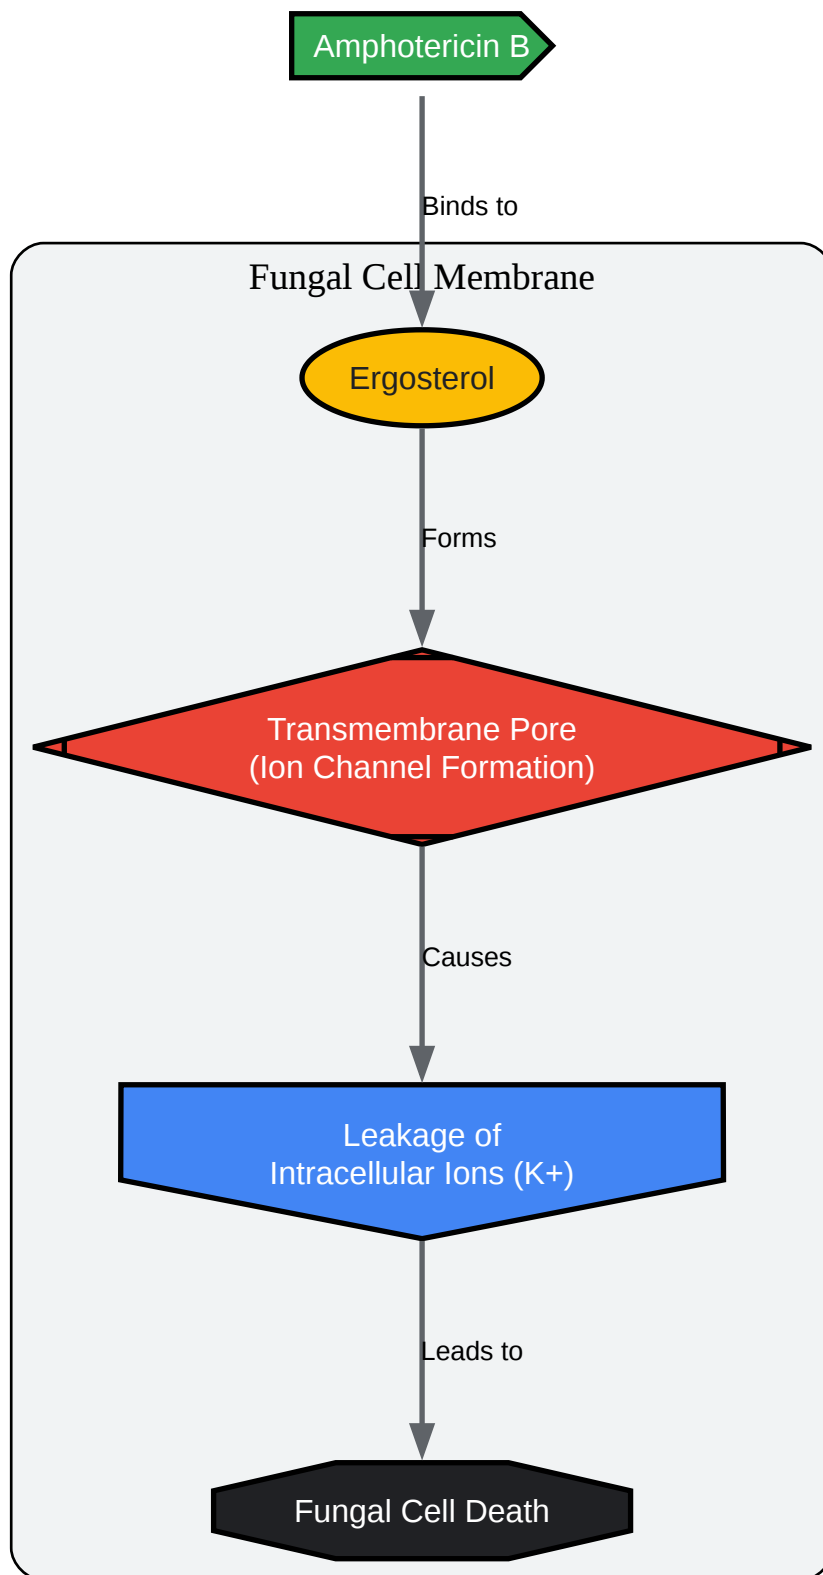 Amphotericin B
Binds to
Fungal Cell Membrane
Ergosterol
Forms
Transmembrane Pore
(Ion Channel Formation)
Causes
Leakage of
Intracellular Ions (K+)
Leads to
Fungal Cell Death